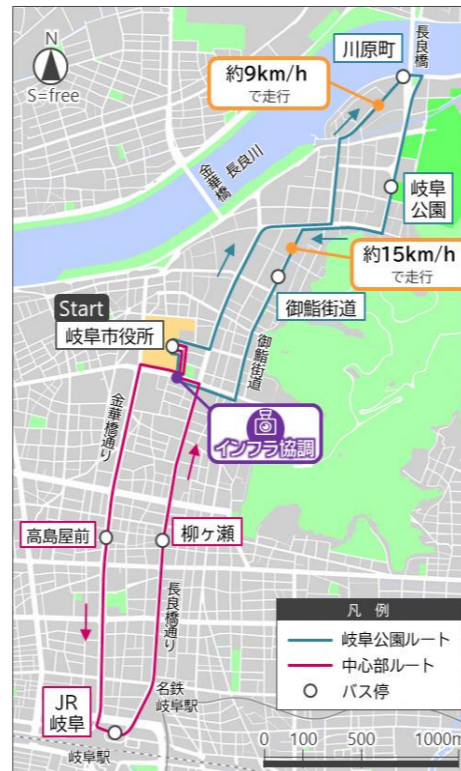 N
S=free
川原町
長良橋
約9km/h
で走行
金華橋
長良川
岐阜
公園
約15km/h
で走行
Start
岐阜市役所
御鮨街道
御鮨街道
金華橋通り
インフラ協調
高島屋前
柳ヶ瀬
長良橋通り
凡 例
岐阜公園ルート
中心部ルート
バス停
JR
岐阜
名鉄
岐阜駅
岐阜駅
0 100 500 1000m